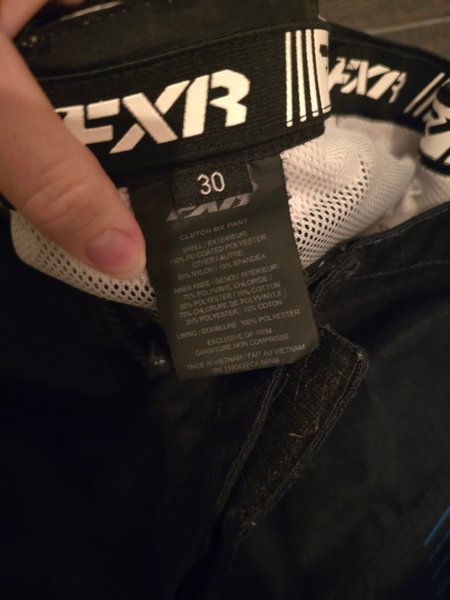 FXR
FXR
30
CLUTCH MX PANT
SHELL / EXTERIEUR
100% PU COATED POLYESTER
OTHER / AUTRE:
85% NYLON / 15% SPANDEX
INNER KNEE / GENOU INTERIEUR:
70% POLYVINYL CHLORIDE /
20% POLYESTER / 10% COTTON
70% CHLORURE DE POLYVINYLE /
20% POLYESTER / 10% COTON
LINING / DOUBLURE: 100% POLYESTER
EXCLUSIVE OF TRIM
GARNITURE NON COMPRISE
MADE IN VIETNAM / FAIT AU VIETNAM